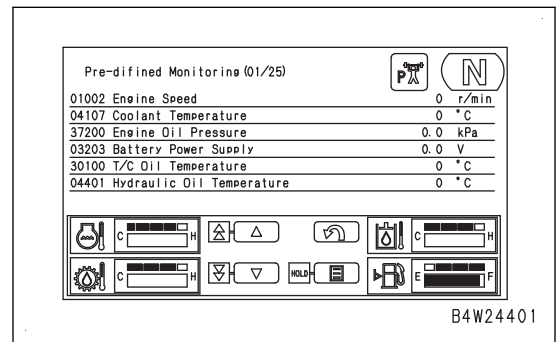 Pre-difined Monitoring (01/25)
P
N
01002 Engine Speed 0 r/min
04107 Coolant Temperature 0 °C
37200 Engine Oil Pressure 0.0 kPa
03203 Battery Power Supply 0.0 V
30100 T/C Oil Temperature 0 °C
04401 Hydraulic Oil Temperature 0 °C
C H C H
C H HOLD E F
B4W24401